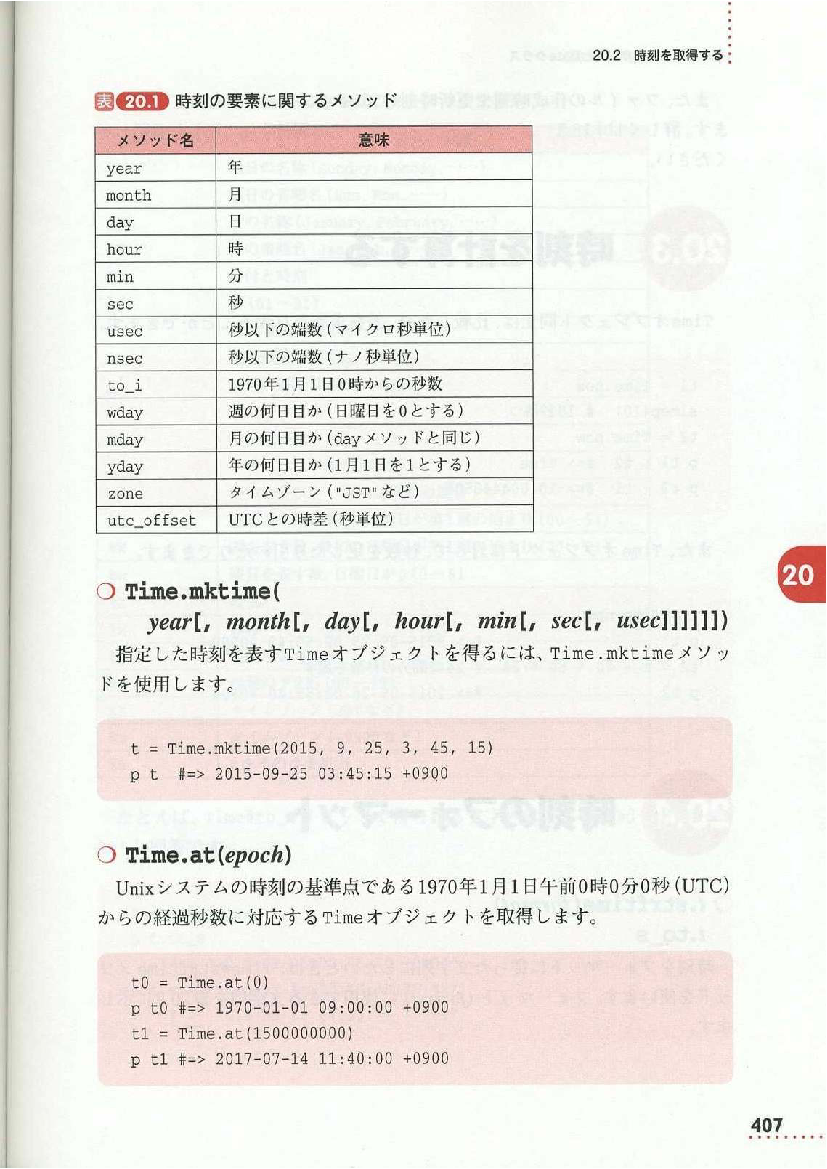 20.2 時刻を取得する
表 20.1 時刻の要素に関するメソッド
メソッド名 意味
year 年
month 月
day 日
hour 時
min 分
sec 秒
usec 秒以下の端数(マイクロ秒単位)
nsec 秒以下の端数(ナノ秒単位)
to_i 1970年1月1日0時からの秒数
wday 週の何日目か(日曜日を0とする)
mday 月の何日目か(dayメソッドと同じ)
yday 年の何日目か(1月1日を1とする)
zone タイムゾーン("JST"など)
utc_offset UTCとの時差(秒単位)
20
○ Time.mktime(
year[, month[, day[, hour[, min[, sec[, usec]]]]]])
指定した時刻を表すTimeオブジェクトを得るには、Time.mktimeメソッ
ドを使用します。
t = Time.mktime(2015, 9, 25, 3, 45, 15)
p t #=> 2015-09-25 03:45:15 +0900
○ Time.at(epoch)
Unixシステムの時刻の基準点である1970年1月1日午前0時0分0秒(UTC)
からの経過秒数に対応するTimeオブジェクトを取得します。
t0 = Time.at(0)
p t0 #=> 1970-01-01 09:00:00 +0900
t1 = Time.at(1500000000)
p t1 #=> 2017-07-14 11:40:00 +0900
407